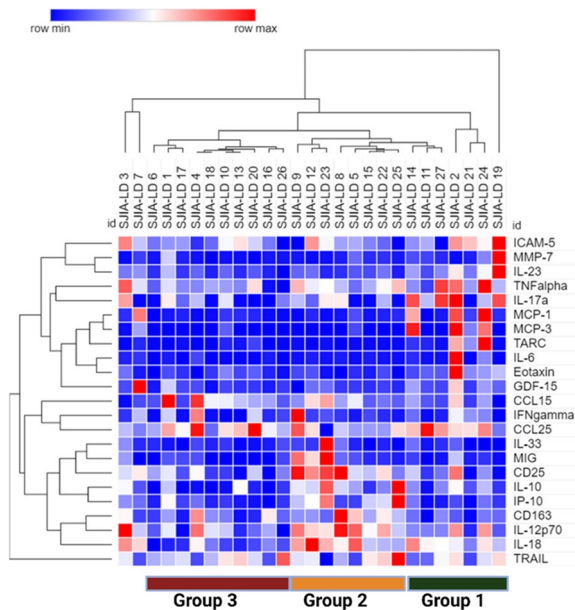 row min
row max
id
SJIA-LD 3
SJIA-LD 7
SJIA-LD 6
SJIA-LD 1
SJIA-LD 17
SJIA-LD 4
SJIA-LD 18
SJIA-LD 10
SJIA-LD 13
SJIA-LD 20
SJIA-LD 16
SJIA-LD 26
SJIA-LD 9
SJIA-LD 12
SJIA-LD 23
SJIA-LD 8
SJIA-LD 5
SJIA-LD 15
SJIA-LD 22
SJIA-LD 25
SJIA-LD 14
SJIA-LD 11
SJIA-LD 27
SJIA-LD 2
SJIA-LD 21
SJIA-LD 24
SJIA-LD 19
id
ICAM-5
MMP-7
IL-23
TNFalpha
IL-17a
MCP-1
MCP-3
TARC
IL-6
Eotaxin
GDF-15
CCL15
IFNgamma
CCL25
IL-33
MIG
CD25
IL-10
IP-10
CD163
IL-12p70
IL-18
TRAIL
Group 3
Group 2
Group 1